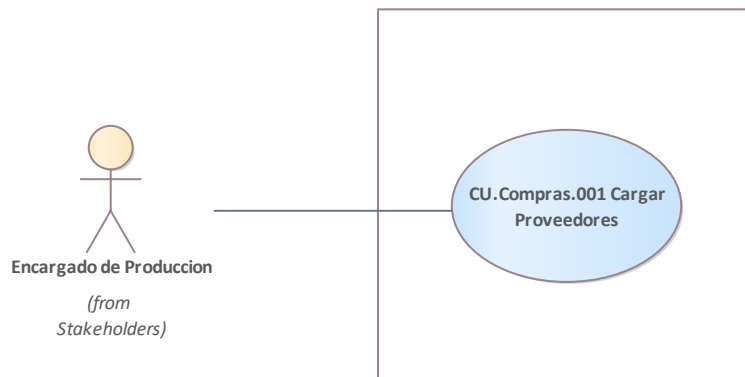 CU.Compras.001 Cargar
Proveedores
Encargado de Produccion
(from
Stakeholders)